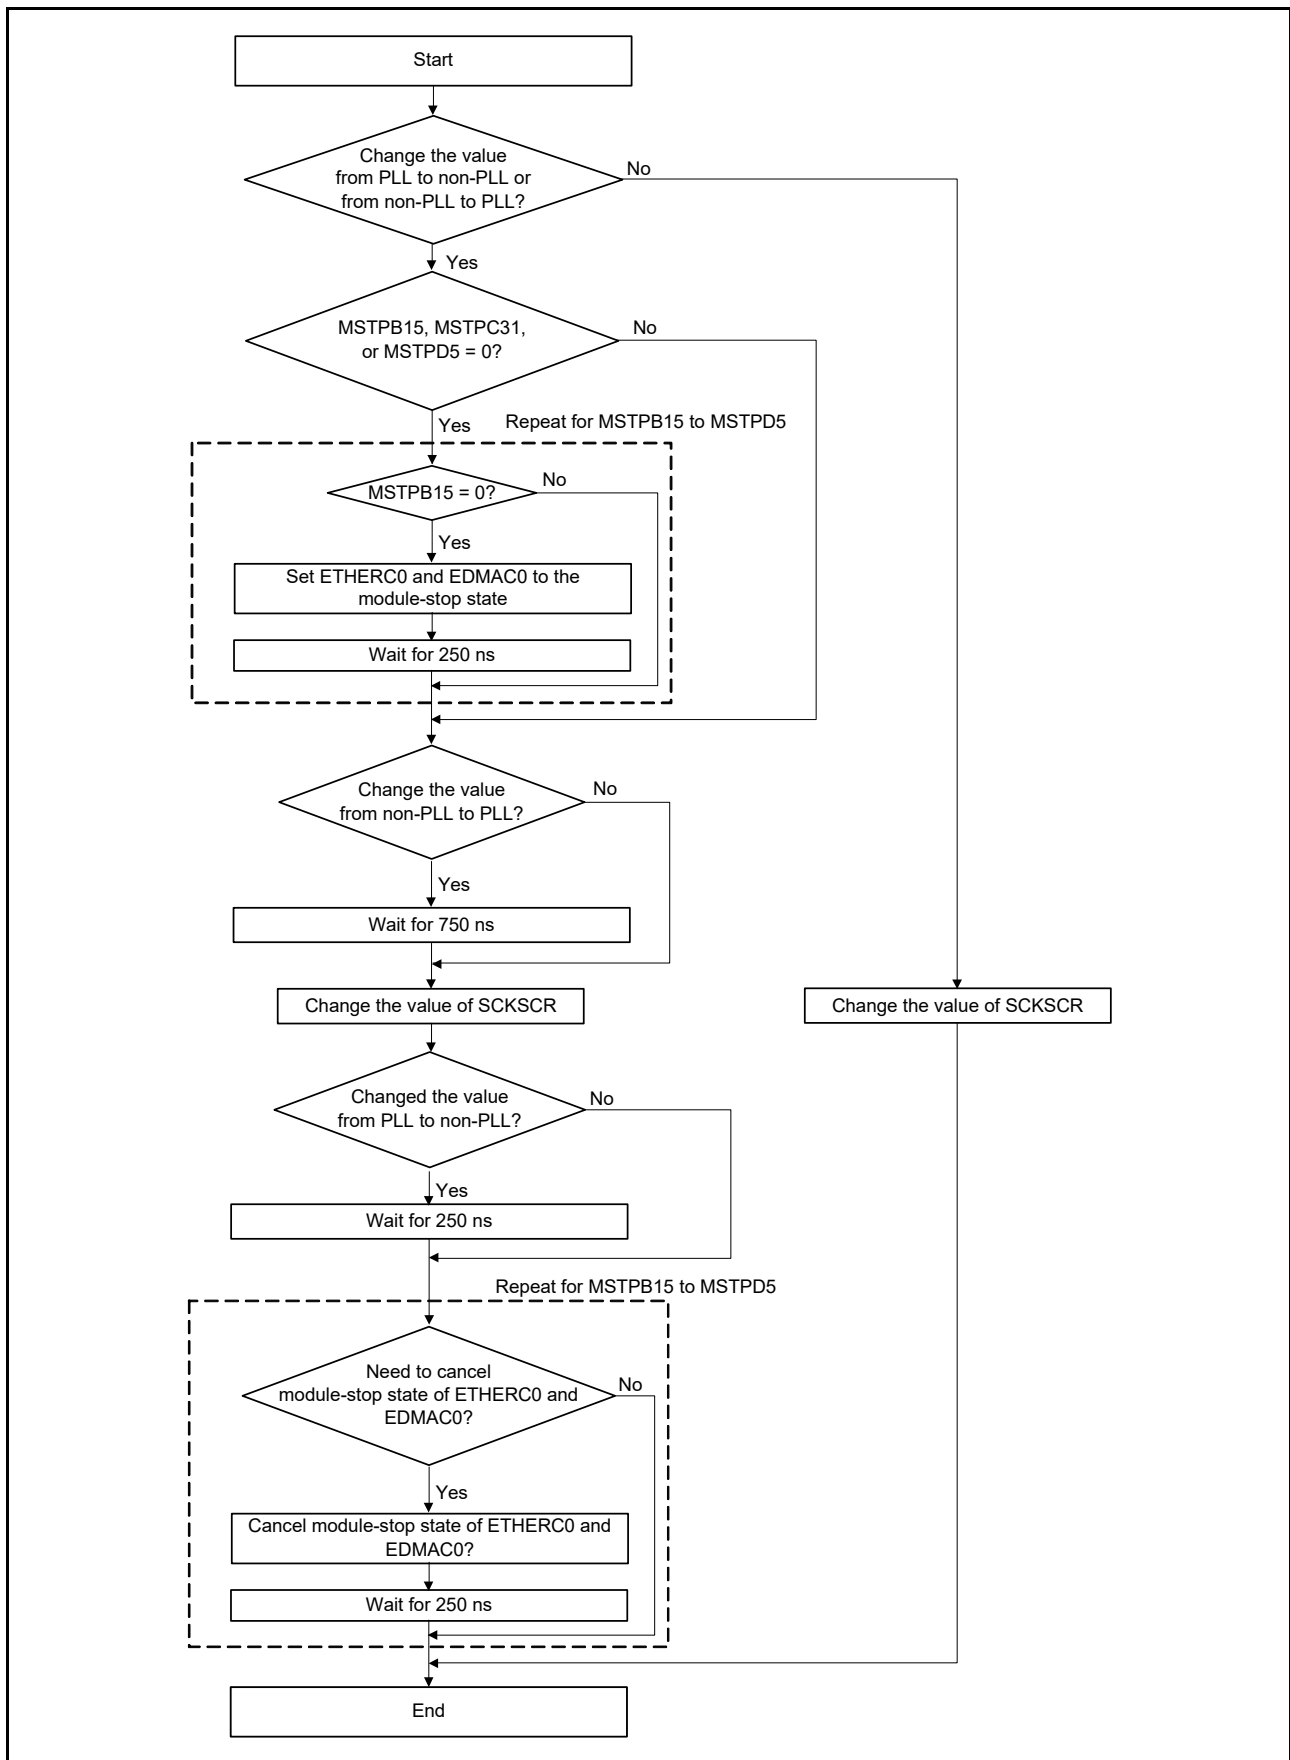 Start
Change the value
from PLL to non-PLL or
from non-PLL to PLL?
No
Yes
MSTPB15, MSTPC31,
or MSTPD5 = 0?
No
Yes
Repeat for MSTPB15 to MSTPD5
MSTPB15 = 0?
No
Yes
Set ETHERC0 and EDMAC0 to the
module-stop state
Wait for 250 ns
Change the value
from non-PLL to PLL?
No
Yes
Wait for 750 ns
Change the value of SCKSCR
Change the value of SCKSCR
Changed the value
from PLL to non-PLL?
No
Yes
Wait for 250 ns
Repeat for MSTPB15 to MSTPD5
Need to cancel
module-stop state of ETHERC0 and
EDMAC0?
No
Yes
Cancel module-stop state of ETHERC0 and
EDMAC0?
Wait for 250 ns
End